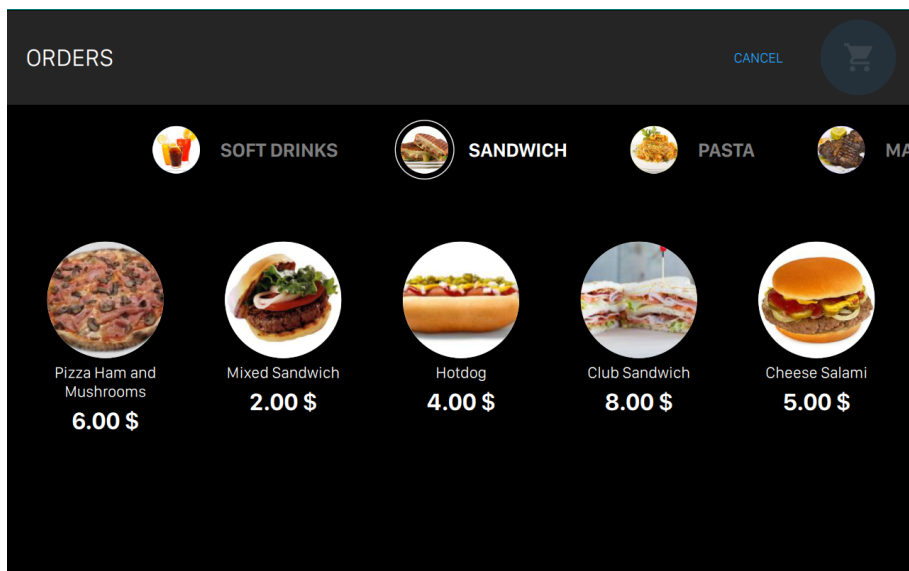 ORDERS
CANCEL
SOFT DRINKS
SANDWICH
PASTA
MA
Pizza Ham and
Mushrooms
6.00 $
Mixed Sandwich
2.00 $
Hotdog
4.00 $
Club Sandwich
8.00 $
Cheese Salami
5.00 $